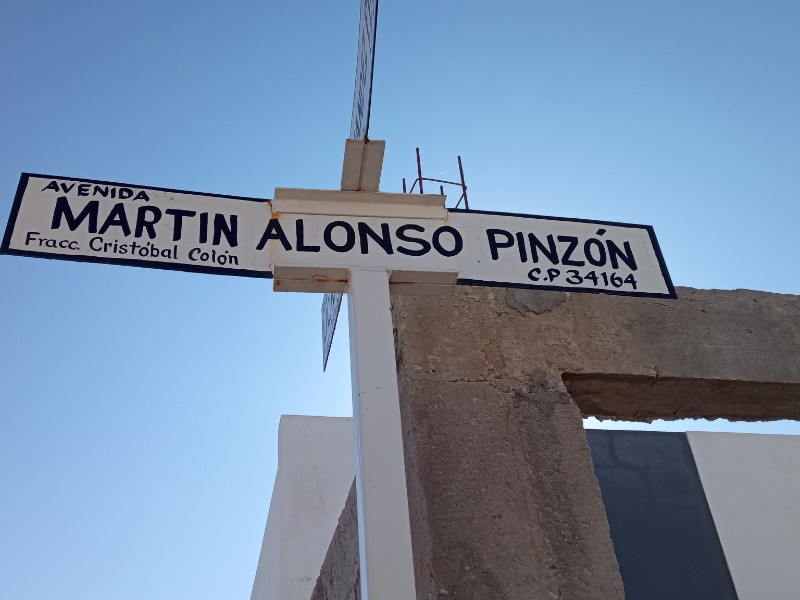 AVENIDA
MARTIN ALONSO PINZÓN
Fracc. Cristóbal Colón
C.P 34164